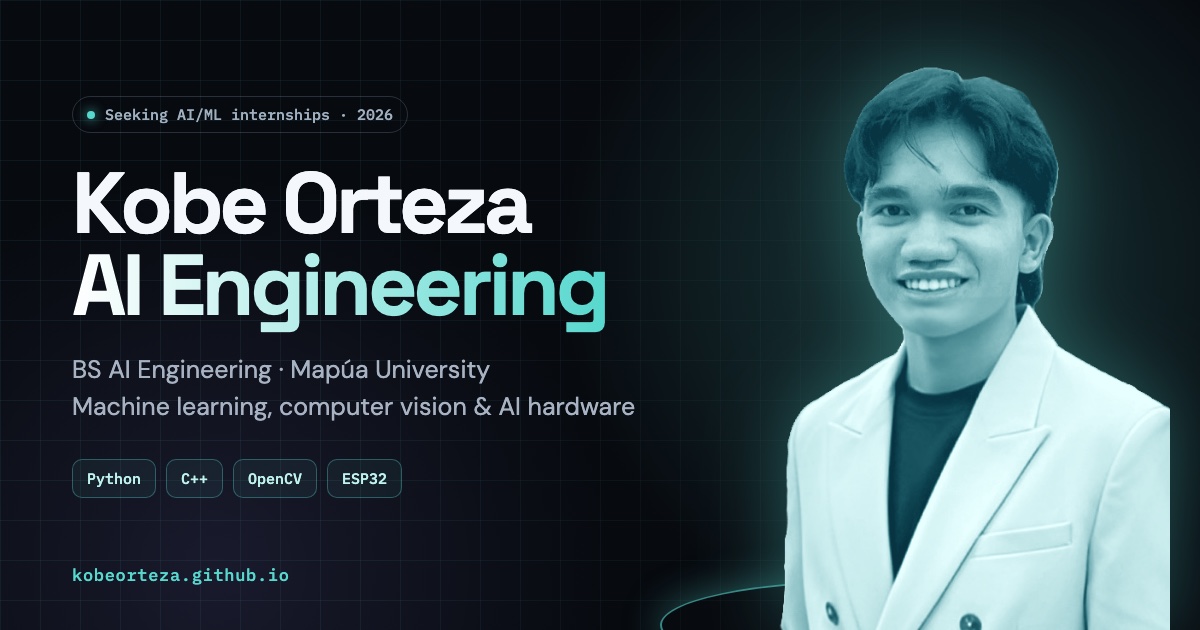 Seeking AI/ML internships · 2026
Kobe Orteza
AI Engineering
BS AI Engineering · Mapúa University
Machine learning, computer vision & AI hardware
Python C++ OpenCV ESP32
kobeorteza.github.io